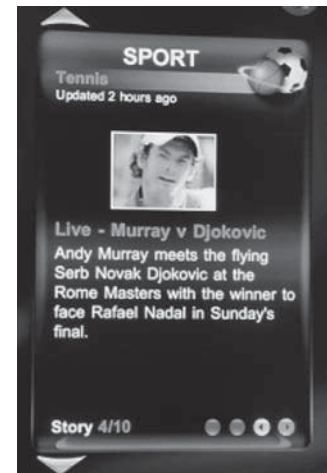 SPORT
Tennis
Updated 2 hours ago
Live - Murray v Djokovic
Andy Murray meets the flying
Serb Novak Djokovic at the
Rome Masters with the winner to
face Rafael Nadal in Sunday's
final.
Story 4/10